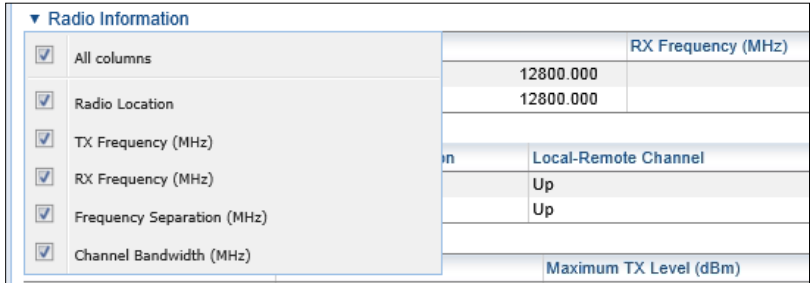 ▼ Radio Information
All columns
RX Frequency (MHz)
12800.000
Radio Location
12800.000
TX Frequency (MHz)
Local-Remote Channel
RX Frequency (MHz)
Up
Frequency Separation (MHz)
Up
Channel Bandwidth (MHz)
Maximum TX Level (dBm)